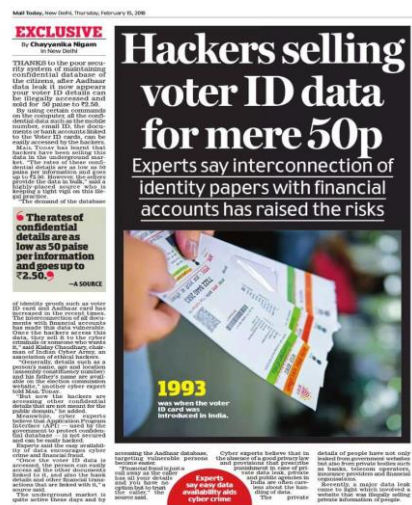 Mail Today, New Delhi, Thursday, February 15, 2018
EXCLUSIVE
By Chayyanika Nigam
in New Delhi
THANKS to the poor secu-
rity system of maintaining
confidential database of
the citizens, after Aadhaar
data leak it now appears
your voter ID details can
be illegally accessed and
sold for 50 paise to ₹2.50.
By using certain commands
on the computer, all the confi-
dential data such as the mobile
number, email ID, the docu-
ments or bank accounts linked
to the Voter ID cards, can be
easily accessed by the hackers.
MAIL TODAY has learnt that
hackers have been selling this
data in the underground mar-
ket. "The rates of these confi-
dential details are as low as 50
paise per information and goes
up to ₹2.50. However, the sellers
provide the data in bulk," said a
highly-placed source who is
keeping a tight vigil on this ille-
gal practice.
"The demand of the database
The rates of
confidential
details are as
low as 50 paise
per information
and goes up to
₹2.50.
—A SOURCE
of identity proofs such as voter
ID card and Aadhaar card has
increased in the recent times.
The interconnection of all docu-
ments with financial accounts
has made this data vulnerable.
Once the hackers access this
data, they sell it to the cyber
criminals or someone who wants
it," said Kislay Choudhary, chair-
man of Indian Cyber Army, an
association of ethical hackers.
"Generally, details such as a
person's name, age and location
(assembly constituency number)
and his father's name are avail-
able on the election commission
website," another cyber expert
told MAIL TODAY.
"But now the hackers are
accessing other confidential
details that are not meant for the
public domain," he added.
Meanwhile, cyber experts
believe that Application Program
Interface (API) — used by the
government to protect confiden-
tial database — is not secured
and can be easily hacked.
Experts said the easy availabil-
ity of data encourages cyber
crime and financial fraud.
"Once the voter ID data is
accessed, the person can easily
access all the other documents
linked to it, and also the bank
details and other financial trans-
actions that are linked with it," a
source said.
The underground market is
quite active these days and by
Hackers selling
voter ID data
for mere 50p
Experts say interconnection of
identity papers with financial
accounts has raised the risks
1993
was when the voter
ID card was
introduced in India.
accessing the Aadhaar database,
targeting vulnerable persons
become easier.
"Financial fraud is just a
call away as the caller
has all your details
and you have no
option but to trust
the caller," the
source said.
Experts
say easy data
availability aids
cyber crime
Cyber experts believe that in
the absence of a good privacy law
and provisions that prescribe
punishment in case of pri-
vate data leak, private
and public agencies in
India are often care-
less about the han-
dling of data.
The private
details of people have not only
leaked from government websites
but also from private bodies such
as banks, telecom operators,
insurance providers and financial
organisations.
Recently, a major data leak
came to light which involved a
website that was illegally selling
private information of people.